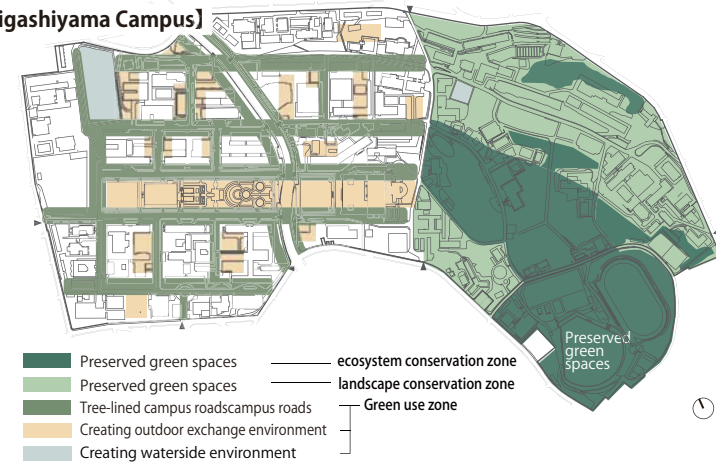 igashiyama Campus】
Preserved
green
spaces
Preserved green spaces ecosystem conservation zone
Preserved green spaces landscape conservation zone
Tree-lined campus roadscampus roads Green use zone
Creating outdoor exchange environment
Creating waterside environment